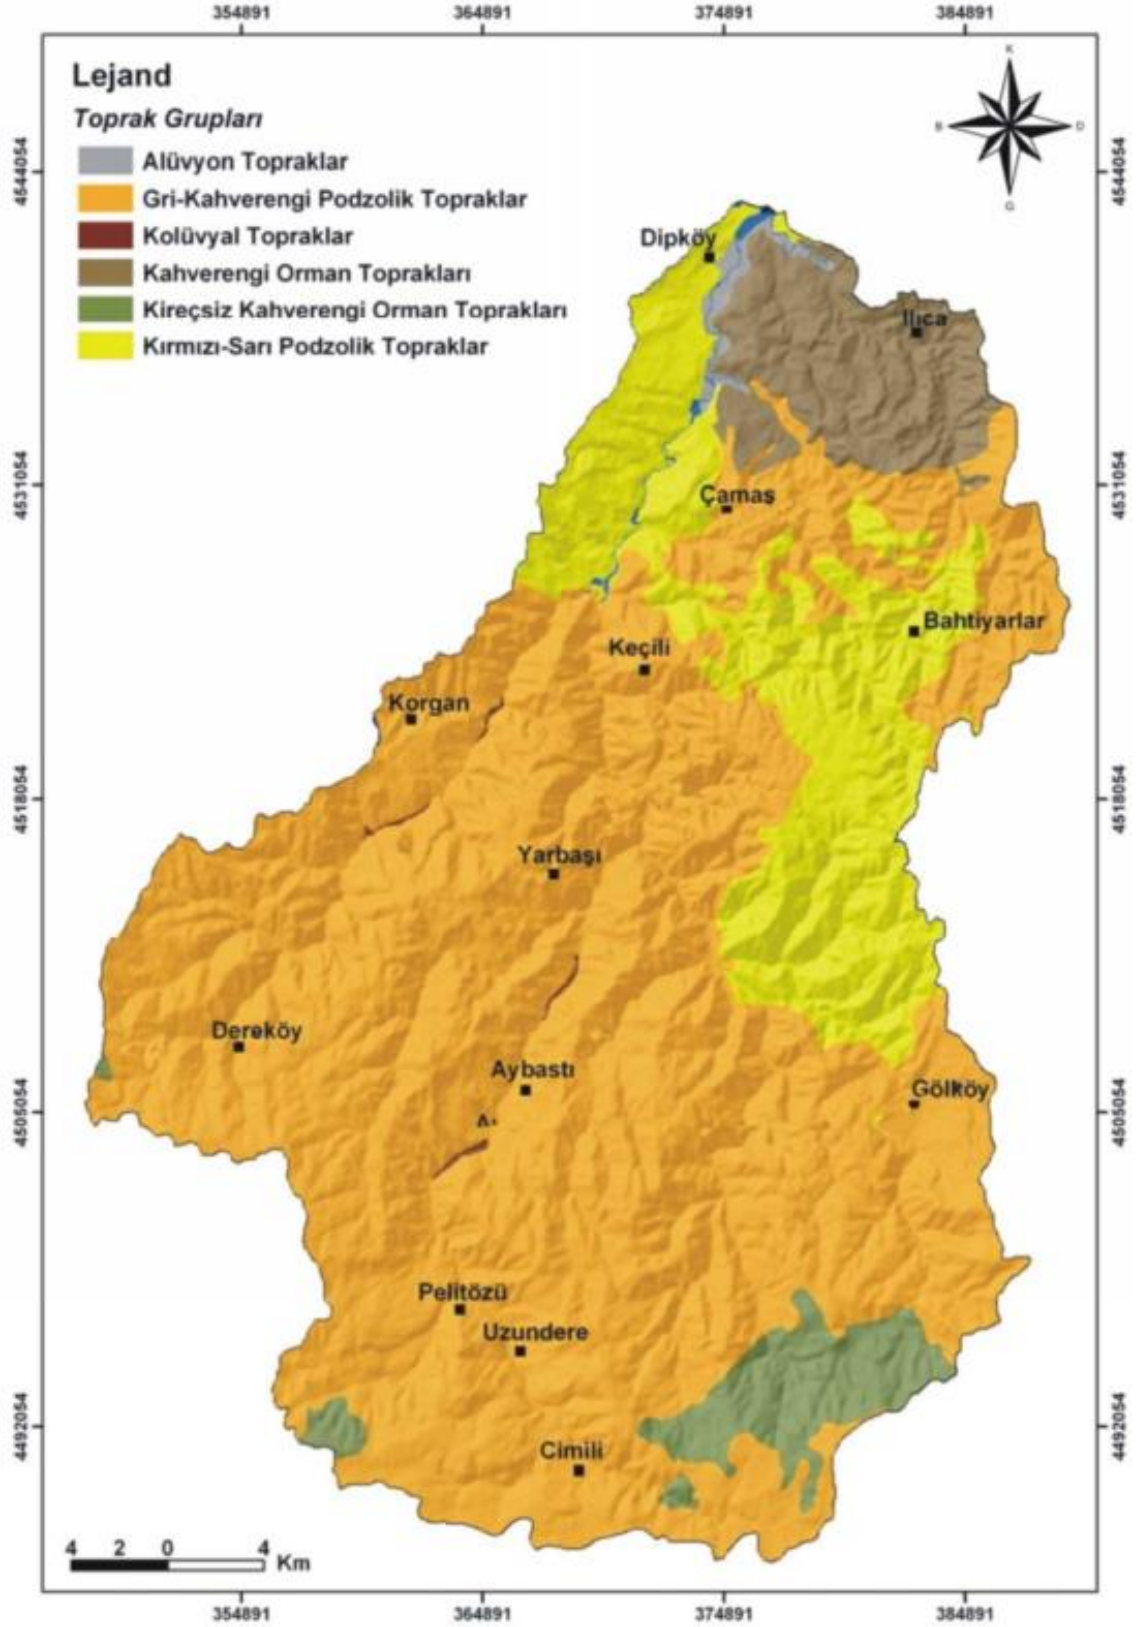 354891 364891 374891 384891
Lejand
Toprak Grupları
Alüvyon Topraklar
Gri-Kahverengi Podzolik Topraklar
Kolüvyal Topraklar
Kahverengi Orman Toprakları
Kireçsiz Kahverengi Orman Toprakları
Kırmızı-Sarı Podzolik Topraklar
K
B
D
G
4544054
4544054
Dipköy
Ilıca
4531054
4531054
Çamaş
Bahtiyarlar
Keçili
Korgan
4518054
4518054
Yarbaşı
Dereköy
Aybastı
Gölköy
4505054
4505054
Pelitözü
Uzundere
4492054
4492054
Cimili
4 2 0 4
Km
354891 364891 374891 384891